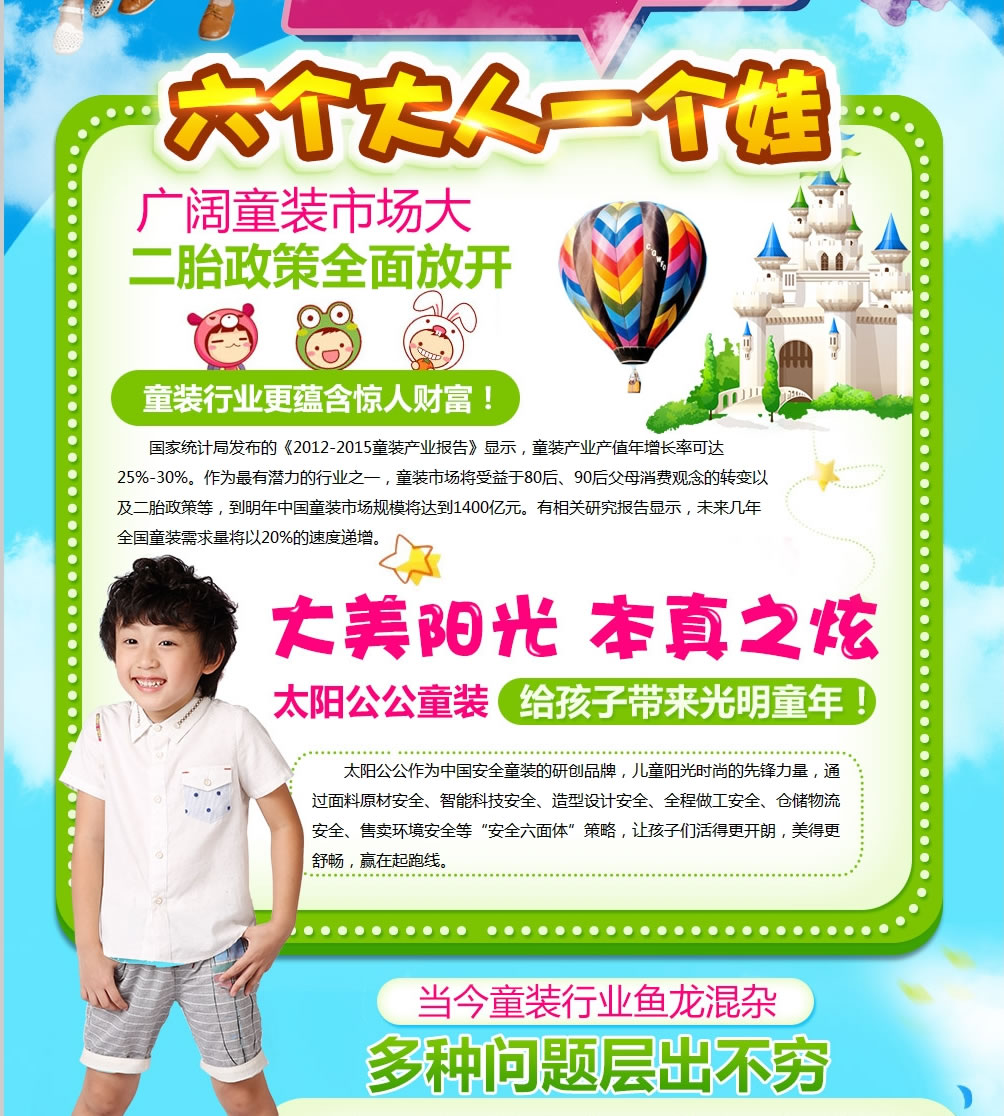 六个大人一个娃
广阔童装市场大
二胎政策全面放开
童装行业更蕴含惊人财富！
国家统计局发布的《2012-2015童装产业报告》显示，童装产业产值年增长率可达
25%-30%。作为最有潜力的行业之一，童装市场将受益于80后、90后父母消费观念的转变以
及二胎政策等，到明年中国童装市场规模将达到1400亿元。有相关研究报告显示，未来几年
全国童装需求量将以20%的速度递增。
大美阳光 本真之炫
太阳公公童装 给孩子带来光明童年！
太阳公公作为中国安全童装的研创品牌，儿童阳光时尚的先锋力量，通
过面料原材安全、智能科技安全、造型设计安全、全程做工安全、仓储物流
安全、售卖环境安全等“安全六面体”策略，让孩子们活得更开朗，美得更
舒畅，赢在起跑线。
当今童装行业鱼龙混杂
多种问题层出不穷